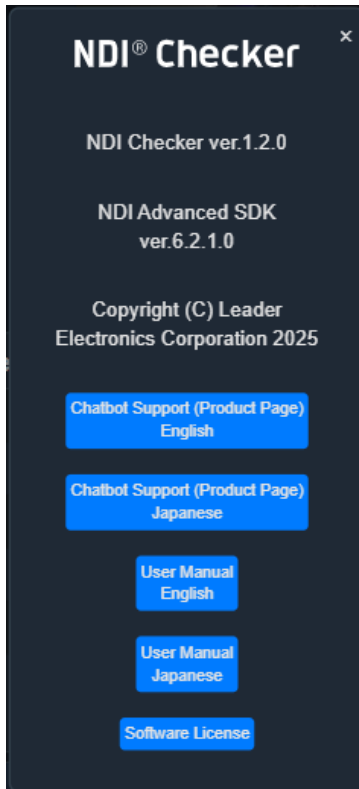 NDI® Checker
×
NDI Checker ver.1.2.0
NDI Advanced SDK
ver.6.2.1.0
Copyright (C) Leader
Electronics Corporation 2025
Chatbot Support (Product Page)
English
Chatbot Support (Product Page)
Japanese
User Manual
English
User Manual
Japanese
Software License